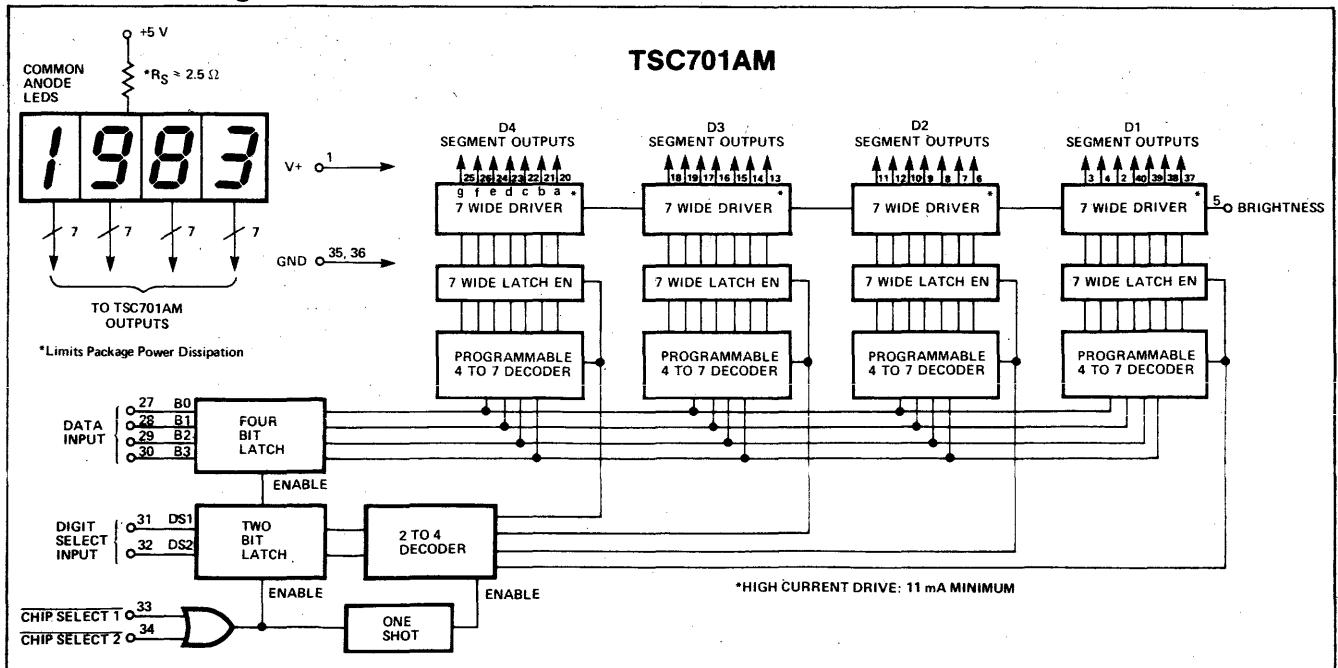 TSC701AM
+5 V
*RS ≈ 2.5 Ω
COMMON
ANODE
LEDS
1983
7 7 7 7
TO TSC701AM
OUTPUTS
*Limits Package Power Dissipation
V+ 1
GND 35, 36
D4
SEGMENT OUTPUTS
25 26 24 23 22 21 20
g f e d c b a *
7 WIDE DRIVER
7 WIDE LATCH EN
PROGRAMMABLE
4 TO 7 DECODER
D3
SEGMENT OUTPUTS
18 19 17 16 15 14 13
*
7 WIDE DRIVER
7 WIDE LATCH EN
PROGRAMMABLE
4 TO 7 DECODER
D2
SEGMENT OUTPUTS
11 12 10 9 8 7 6
*
7 WIDE DRIVER
7 WIDE LATCH EN
PROGRAMMABLE
4 TO 7 DECODER
D1
SEGMENT OUTPUTS
3 4 2 40 39 38 37
*
7 WIDE DRIVER
7 WIDE LATCH EN
PROGRAMMABLE
4 TO 7 DECODER
5 BRIGHTNESS
DATA
INPUT
27 B0
28 B1
29 B2
30 B3
FOUR
BIT
LATCH
ENABLE
DIGIT
SELECT
INPUT
31 DS1
32 DS2
TWO
BIT
LATCH
ENABLE
2 TO 4
DECODER
ENABLE
CHIP SELECT 1 33
CHIP SELECT 2 34
ONE
SHOT
*HIGH CURRENT DRIVE: 11 mA MINIMUM